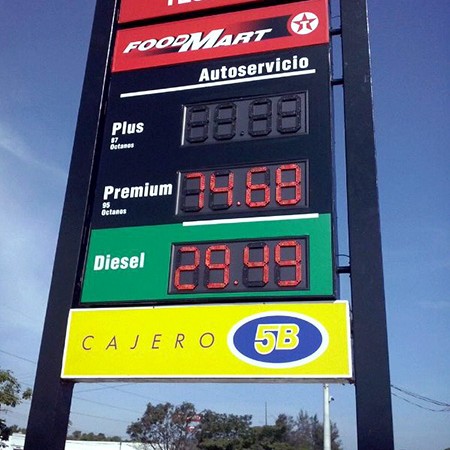 FOOD MART
Autoservicio
Plus
87
Octanos
Premium
95
Octanos
74.68
Diesel
29.49
CAJERO 5B